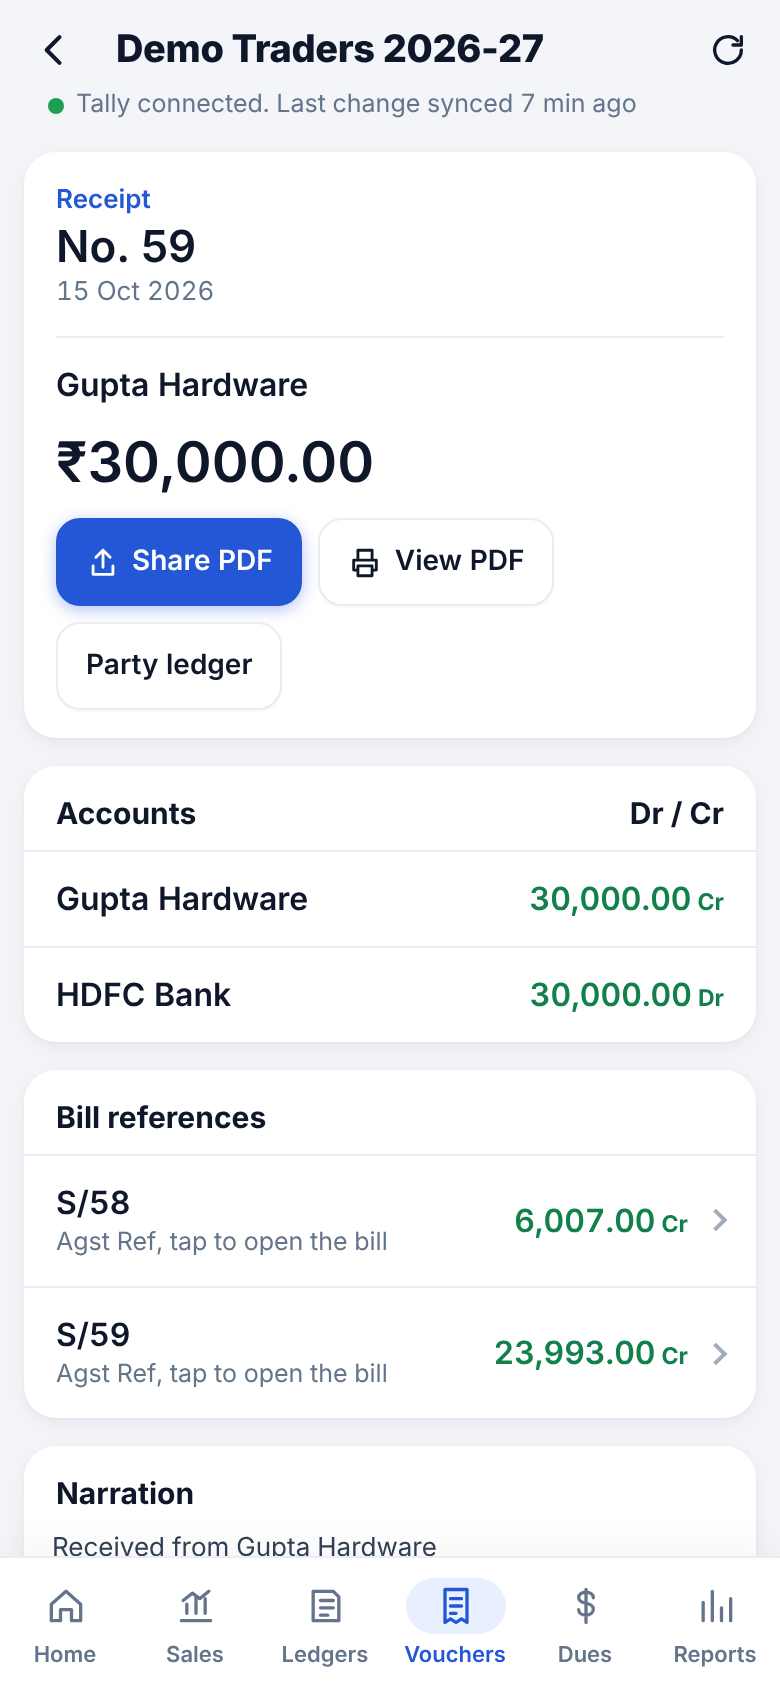 Demo Traders 2026-27
Tally connected. Last change synced 7 min ago
Receipt
No. 59
15 Oct 2026
Gupta Hardware
₹30,000.00
Share PDF
View PDF
Party ledger
Accounts Dr / Cr
Gupta Hardware 30,000.00 Cr
HDFC Bank 30,000.00 Dr
Bill references
S/58
Agst Ref, tap to open the bill
6,007.00 Cr
S/59
Agst Ref, tap to open the bill
23,993.00 Cr
Narration
Received from Gupta Hardware
Home Sales Ledgers Vouchers Dues Reports